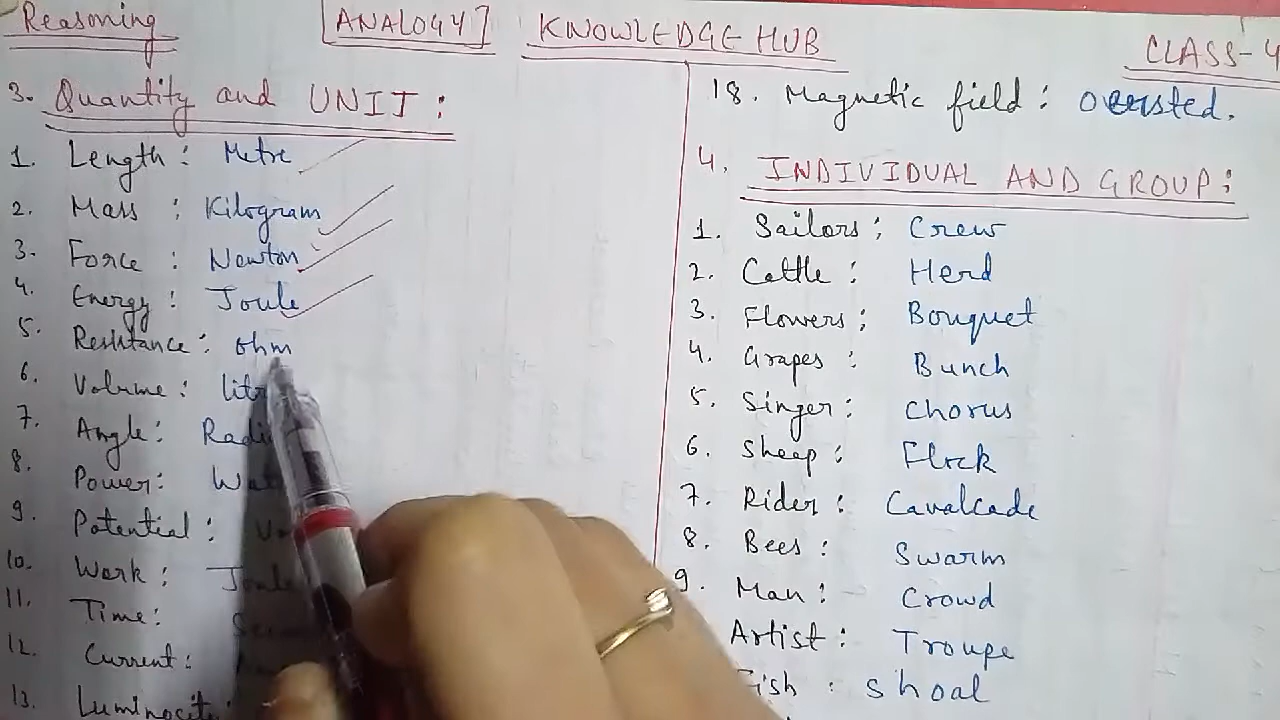 Reasoning
[ANALOGY]
KNOWLEDGE HUB
CLASS-4
3. Quantity and UNIT:
1. Length: Metre
2. Mass : Kilogram
3. Force : Newton
4. Energy: Joule
5. Resistance: ohm
6. Volume:
7. Angle:
8. Power:
9. Potential:
10. Work: Joule
11. Time:
12. Current:
13. Luminosity:
18. Magnetic field: Oersted.
4. INDIVIDUAL AND GROUP:
1. Sailors: Crew
2. Cattle: Herd
3. Flowers: Bouquet
4. Grapes: Bunch
5. Singer: Chorus
6. Sheep: Flock
7. Rider: Cavalcade
8. Bees: Swarm
9. Man: Crowd
Artist: Troupe
Fish: Shoal